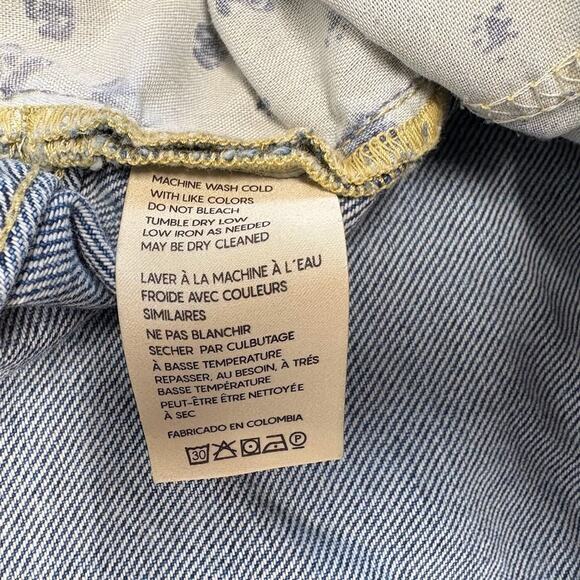 MACHINE WASH COLD
WITH LIKE COLORS
DO NOT BLEACH
TUMBLE DRY LOW
LOW IRON AS NEEDED
MAY BE DRY CLEANED
LAVER À LA MACHINE À L'EAU
FROIDE AVEC COULEURS
SIMILAIRES
NE PAS BLANCHIR
SECHER PAR CULBUTAGE
À BASSE TEMPERATURE
REPASSER, AU BESOIN, À TRÉS
BASSE TEMPÉRATURE
PEUT-ÊTRE ÊTRE NETTOYÉE
À SEC
FABRICADO EN COLOMBIA
30 P